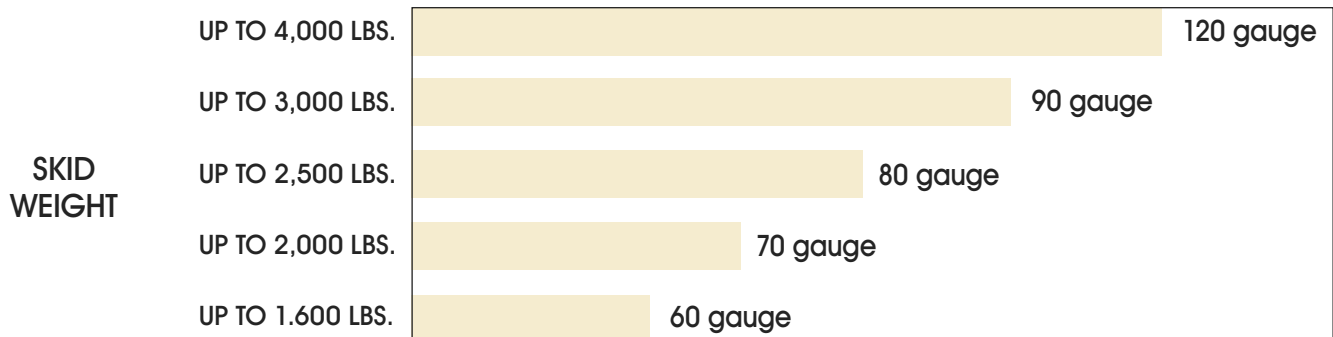 UP TO 4,000 LBS. 120 gauge
UP TO 3,000 LBS. 90 gauge
SKID
WEIGHT
UP TO 2,500 LBS. 80 gauge
UP TO 2,000 LBS. 70 gauge
UP TO 1.600 LBS. 60 gauge